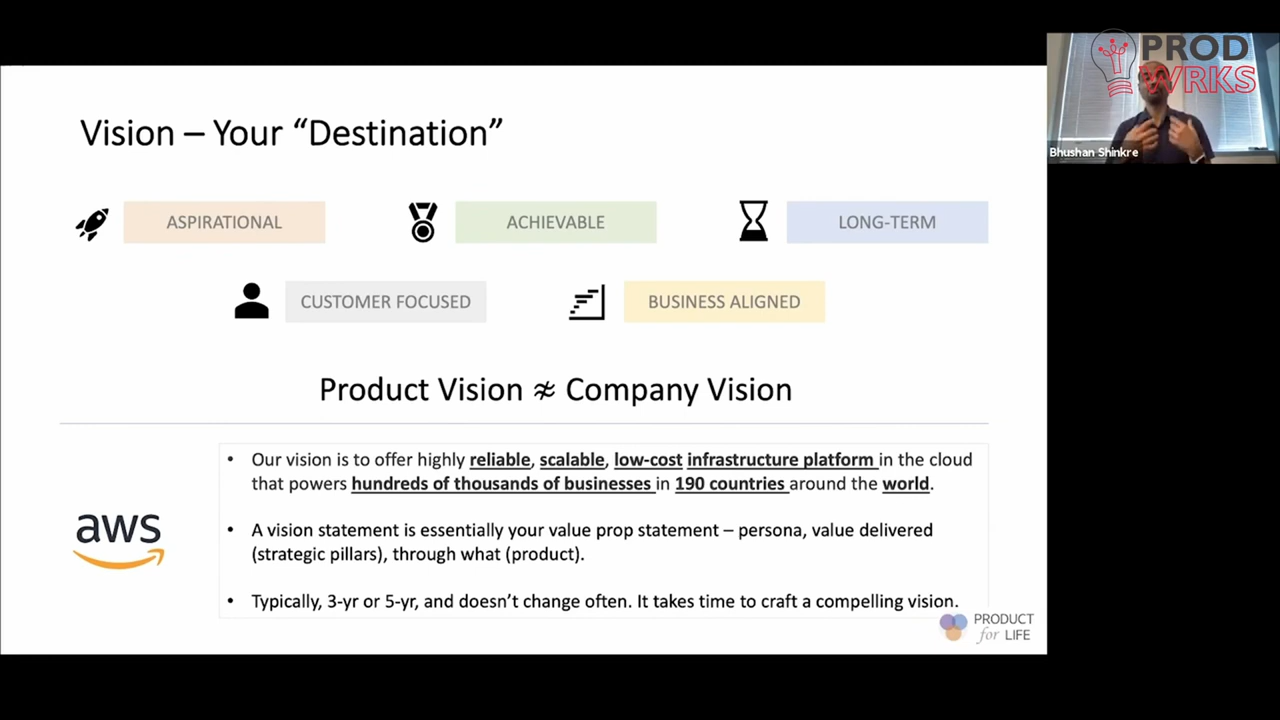 PROD
WRKS
Bhushan Shinkre
Vision – Your “Destination”
ASPIRATIONAL
ACHIEVABLE
LONG-TERM
CUSTOMER FOCUSED
BUSINESS ALIGNED
Product Vision ≉ Company Vision
aws
• Our vision is to offer highly reliable, scalable, low-cost infrastructure platform in the cloud
that powers hundreds of thousands of businesses in 190 countries around the world.
• A vision statement is essentially your value prop statement – persona, value delivered
(strategic pillars), through what (product).
• Typically, 3-yr or 5-yr, and doesn’t change often. It takes time to craft a compelling vision.
PRODUCT
for LIFE